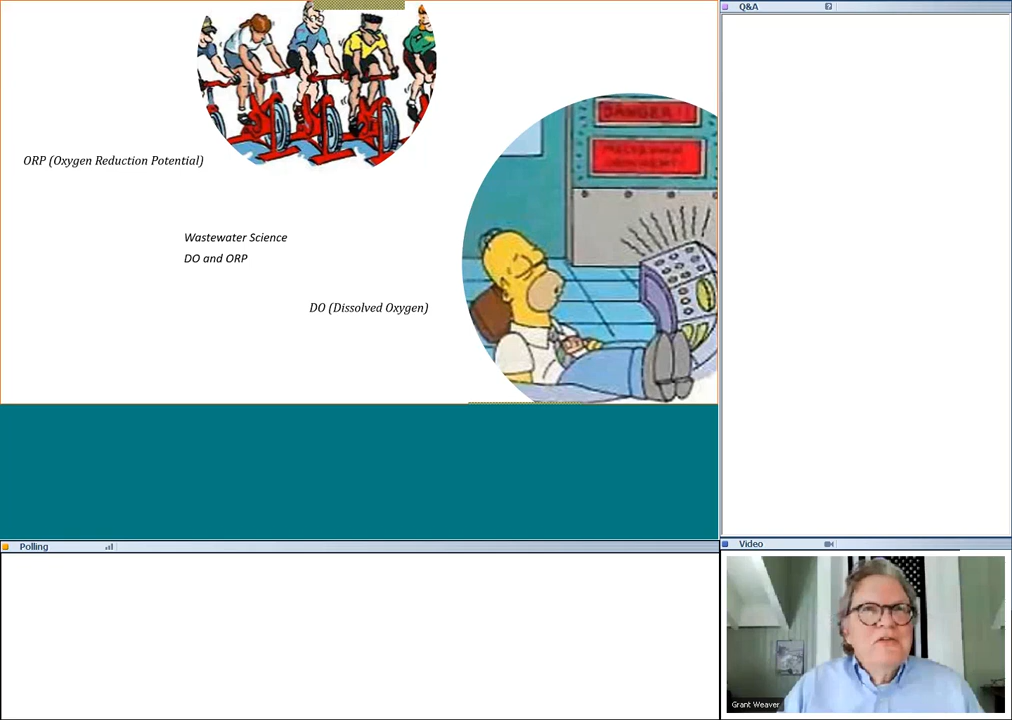 Q&A
ORP (Oxygen Reduction Potential)
Wastewater Science
DO and ORP
DO (Dissolved Oxygen)
DANGER!
Polling
Video
Grant Weaver